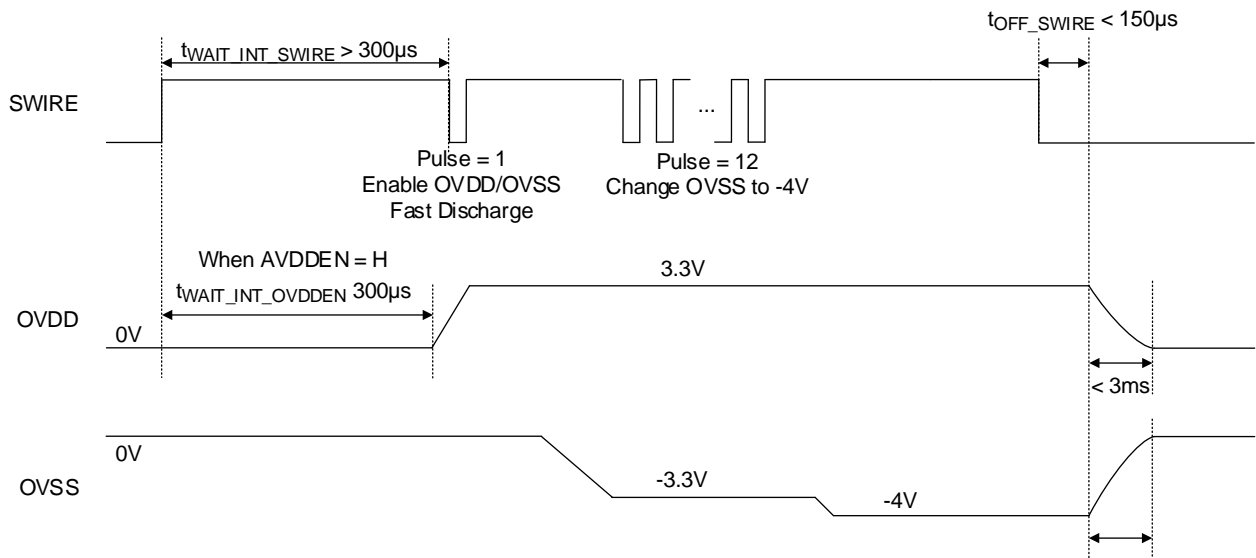 tOFF_SWIRE < 150µs
tWAIT_INT_SWIRE > 300µs
SWIRE
...
Pulse = 1
Enable OVDD/OVSS
Fast Discharge
Pulse = 12
Change OVSS to -4V
When AVDDEN = H
tWAIT_INT_OVDDEN 300µs
3.3V
OVDD
0V
< 3ms
0V
OVSS
-3.3V
-4V